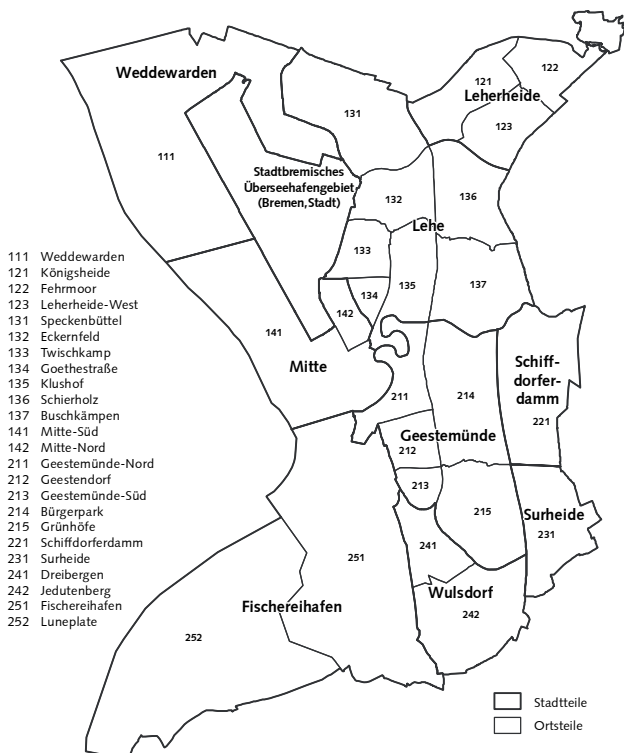 Weddewarden
121
122
Leherheide
123
131
111
Stadtbremisches
Überseehafengebiet
(Bremen, Stadt)
132
136
Lehe
133
134
135
137
142
141
Mitte
111 Weddewarden
121 Königsheide
122 Fehrmoor
123 Leherheide-West
131 Speckenbüttel
132 Eckernfeld
133 Twischkamp
134 Goethestraße
135 Klushof
136 Schierholz
137 Buschkämpen
141 Mitte-Süd
142 Mitte-Nord
211 Geestemünde-Nord
212 Geestendorf
213 Geestemünde-Süd
214 Bürgerpark
215 Grünhöfe
221 Schiffdorferdamm
231 Surheide
241 Dreibergen
242 Jedutenberg
251 Fischereihafen
252 Luneplate
Schiff-
dorfer-
damm
221
211
214
Geestemünde
212
213
215
Surheide
231
241
251
Wulsdorf
242
Fischereihafen
252
Stadtteile
Ortsteile